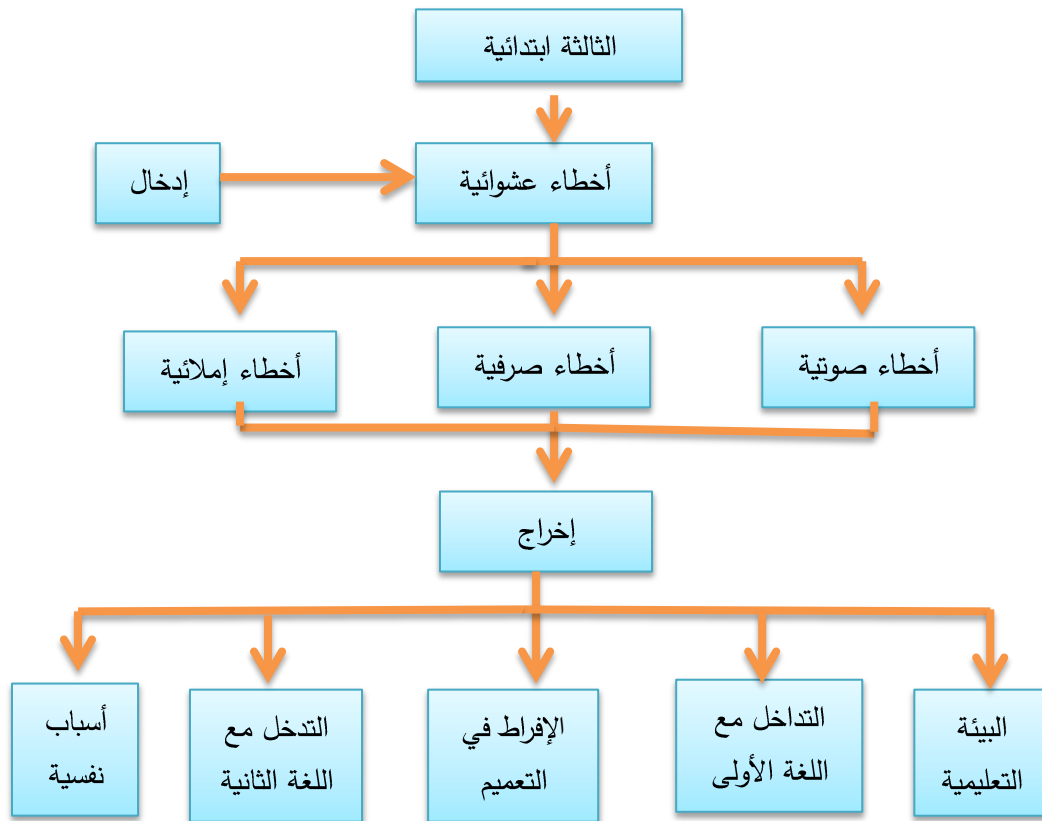 الثالثة ابتدائية
أخطاء عشوائية
إدخال
أخطاء صوتية
أخطاء صرفية
أخطاء إملائية
إخراج
البيئة
التعليمية
التداخل مع
اللغة الأولى
الإفراط في
التعميم
التدخل مع
اللغة الثانية
أسباب
نفسية